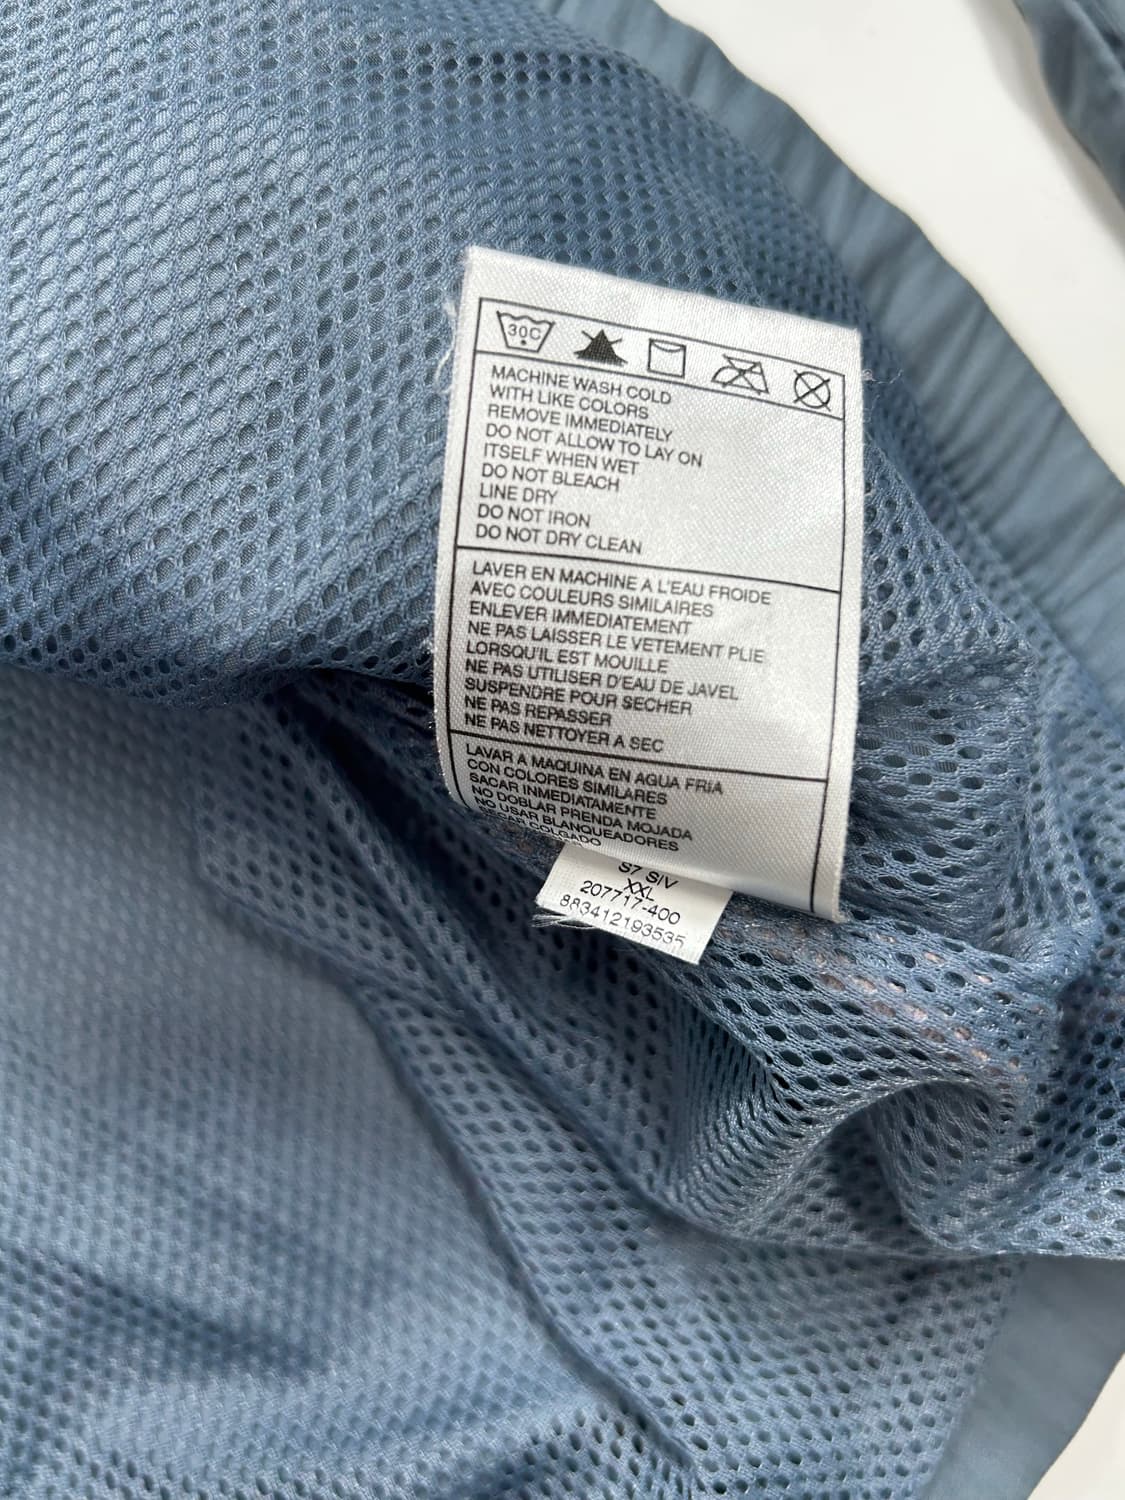 30C
MACHINE WASH COLD
WITH LIKE COLORS
REMOVE IMMEDIATELY
DO NOT ALLOW TO LAY ON
ITSELF WHEN WET
DO NOT BLEACH
LINE DRY
DO NOT IRON
DO NOT DRY CLEAN
LAVER EN MACHINE A L'EAU FROIDE
AVEC COULEURS SIMILAIRES
ENLEVER IMMEDIATEMENT
NE PAS LAISSER LE VETEMENT PLIE
LORSQU'IL EST MOUILLE
NE PAS UTILISER D'EAU DE JAVEL
SUSPENDRE POUR SECHER
NE PAS REPASSER
NE PAS NETTOYER A SEC
LAVAR A MAQUINA EN AGUA FRIA
CON COLORES SIMILARES
SACAR INMEDIATAMENTE
NO DOBLAR PRENDA MOJADA
NO USAR BLANQUEADORES
SECAR COLGADO
S7 S/V
XXL
207717-400
883412193535